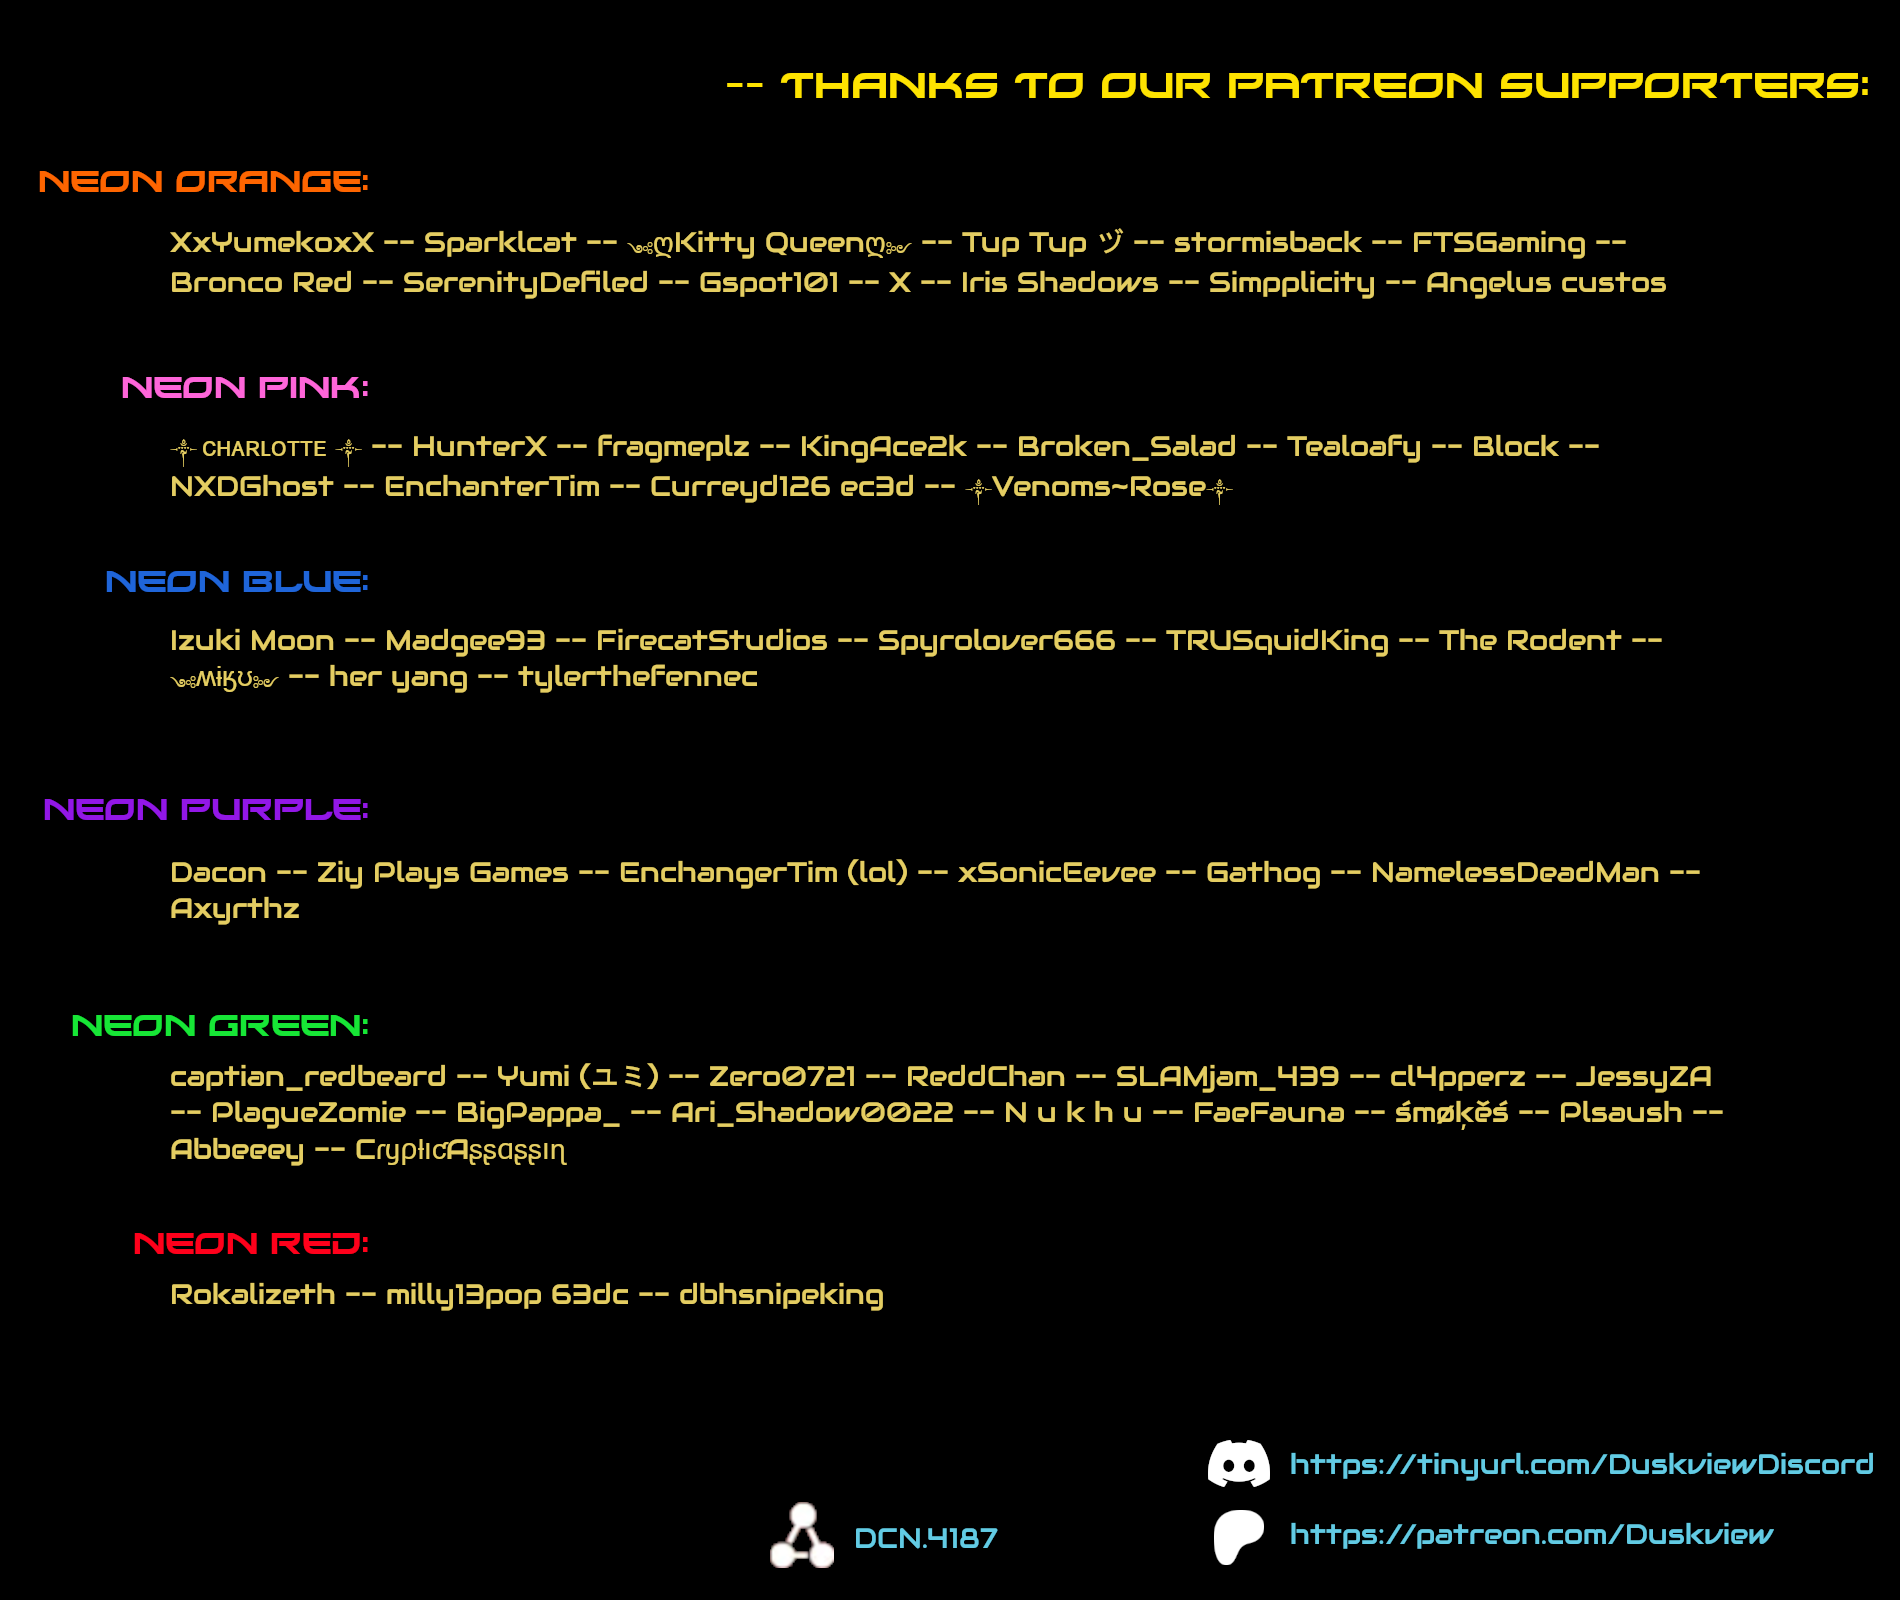 -- THANKS TO OUR PATREON SUPPORTERS:
NEON ORANGE:
XxYumekoxX -- Sparklcat -- ༺ღKitty Queenღ༻ -- Tup Tup ヅ -- stormisback -- FTSGaming --
Bronco Red -- SerenityDefiled -- Gspot101 -- X -- Iris Shadows -- Simpplicity -- Angelus custos
NEON PINK:
⸸ ᴄʜᴀʀʟᴏᴛᴛᴇ ⸸ -- HunterX -- fragmeplz -- KingAce2k -- Broken_Salad -- Tealoafy -- Block --
NXDGhost -- EnchanterTim -- Curreyd126 ec3d -- ⸸Venoms~Rose⸸
NEON BLUE:
Izuki Moon -- Madgee93 -- FirecatStudios -- Spyrolover666 -- TRUSquidKing -- The Rodent --
༺ʍɨӄʊ༻ -- her yang -- tylerthefennec
NEON PURPLE:
Dacon -- Ziy Plays Games -- EnchangerTim (lol) -- xSonicEevee -- Gathog -- NamelessDeadMan --
Axyrthz
NEON GREEN:
captian_redbeard -- Yumi (ユミ) -- Zero0721 -- ReddChan -- SLAMjam_439 -- cl4pperz -- JessyZA
-- PlagueZomie -- BigPappa_ -- Ari_Shadow0022 -- N u k h u -- FaeFauna -- śmøķěś -- Plsaush --
Abbeeey -- CɾყρƚıƈAʂʂαʂʂıɳ
NEON RED:
Rokalizeth -- milly13pop 63dc -- dbhsnipeking
https://tinyurl.com/DuskviewDiscord
DCN.4187
https://patreon.com/Duskview